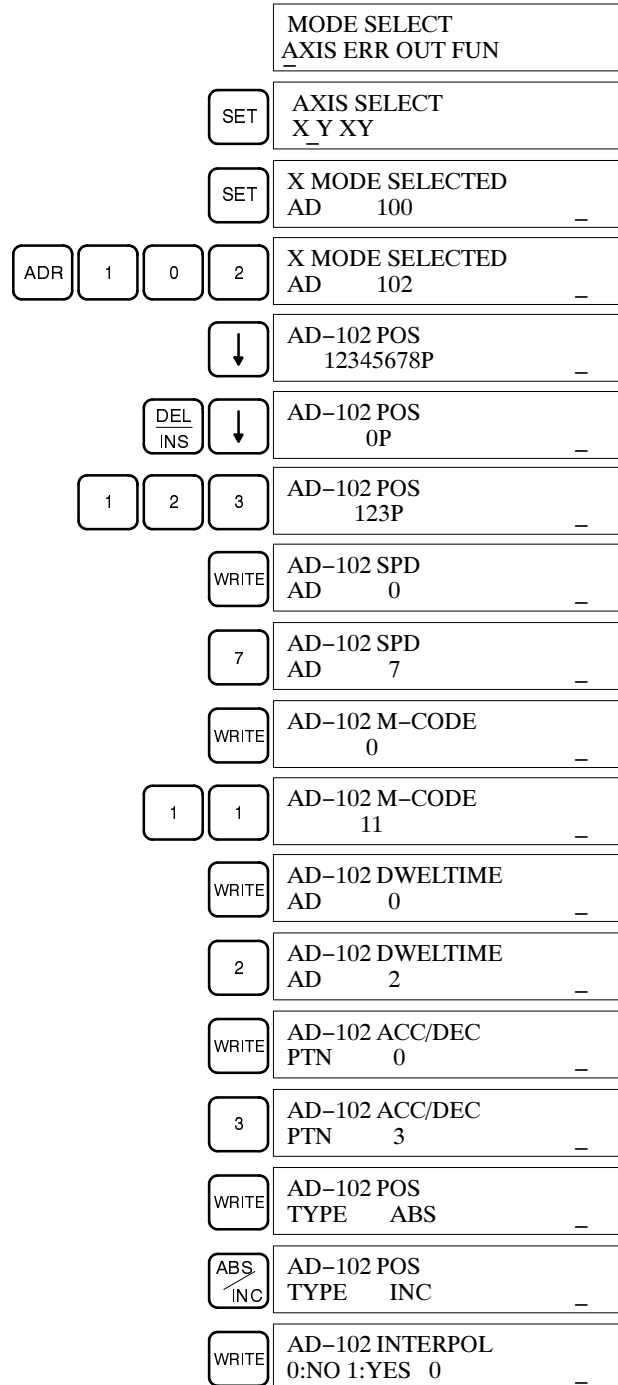 MODE SELECT
AXIS ERR OUT FUN
SET
AXIS SELECT
X_Y XY
SET
X MODE SELECTED
AD 100 _
ADR 1 0 2
X MODE SELECTED
AD 102 _
↓
AD−102 POS
12345678P _
DEL
INS
↓
AD−102 POS
0P _
1 2 3
AD−102 POS
123P _
WRITE
AD−102 SPD
AD 0 _
7
AD−102 SPD
AD 7 _
WRITE
AD−102 M−CODE
0 _
1 1
AD−102 M−CODE
11 _
WRITE
AD−102 DWELTIME
AD 0 _
2
AD−102 DWELTIME
AD 2 _
WRITE
AD−102 ACC/DEC
PTN 0 _
3
AD−102 ACC/DEC
PTN 3 _
WRITE
AD−102 POS
TYPE ABS _
ABS
INC
AD−102 POS
TYPE INC _
WRITE
AD−102 INTERPOL
0:NO 1:YES 0 _